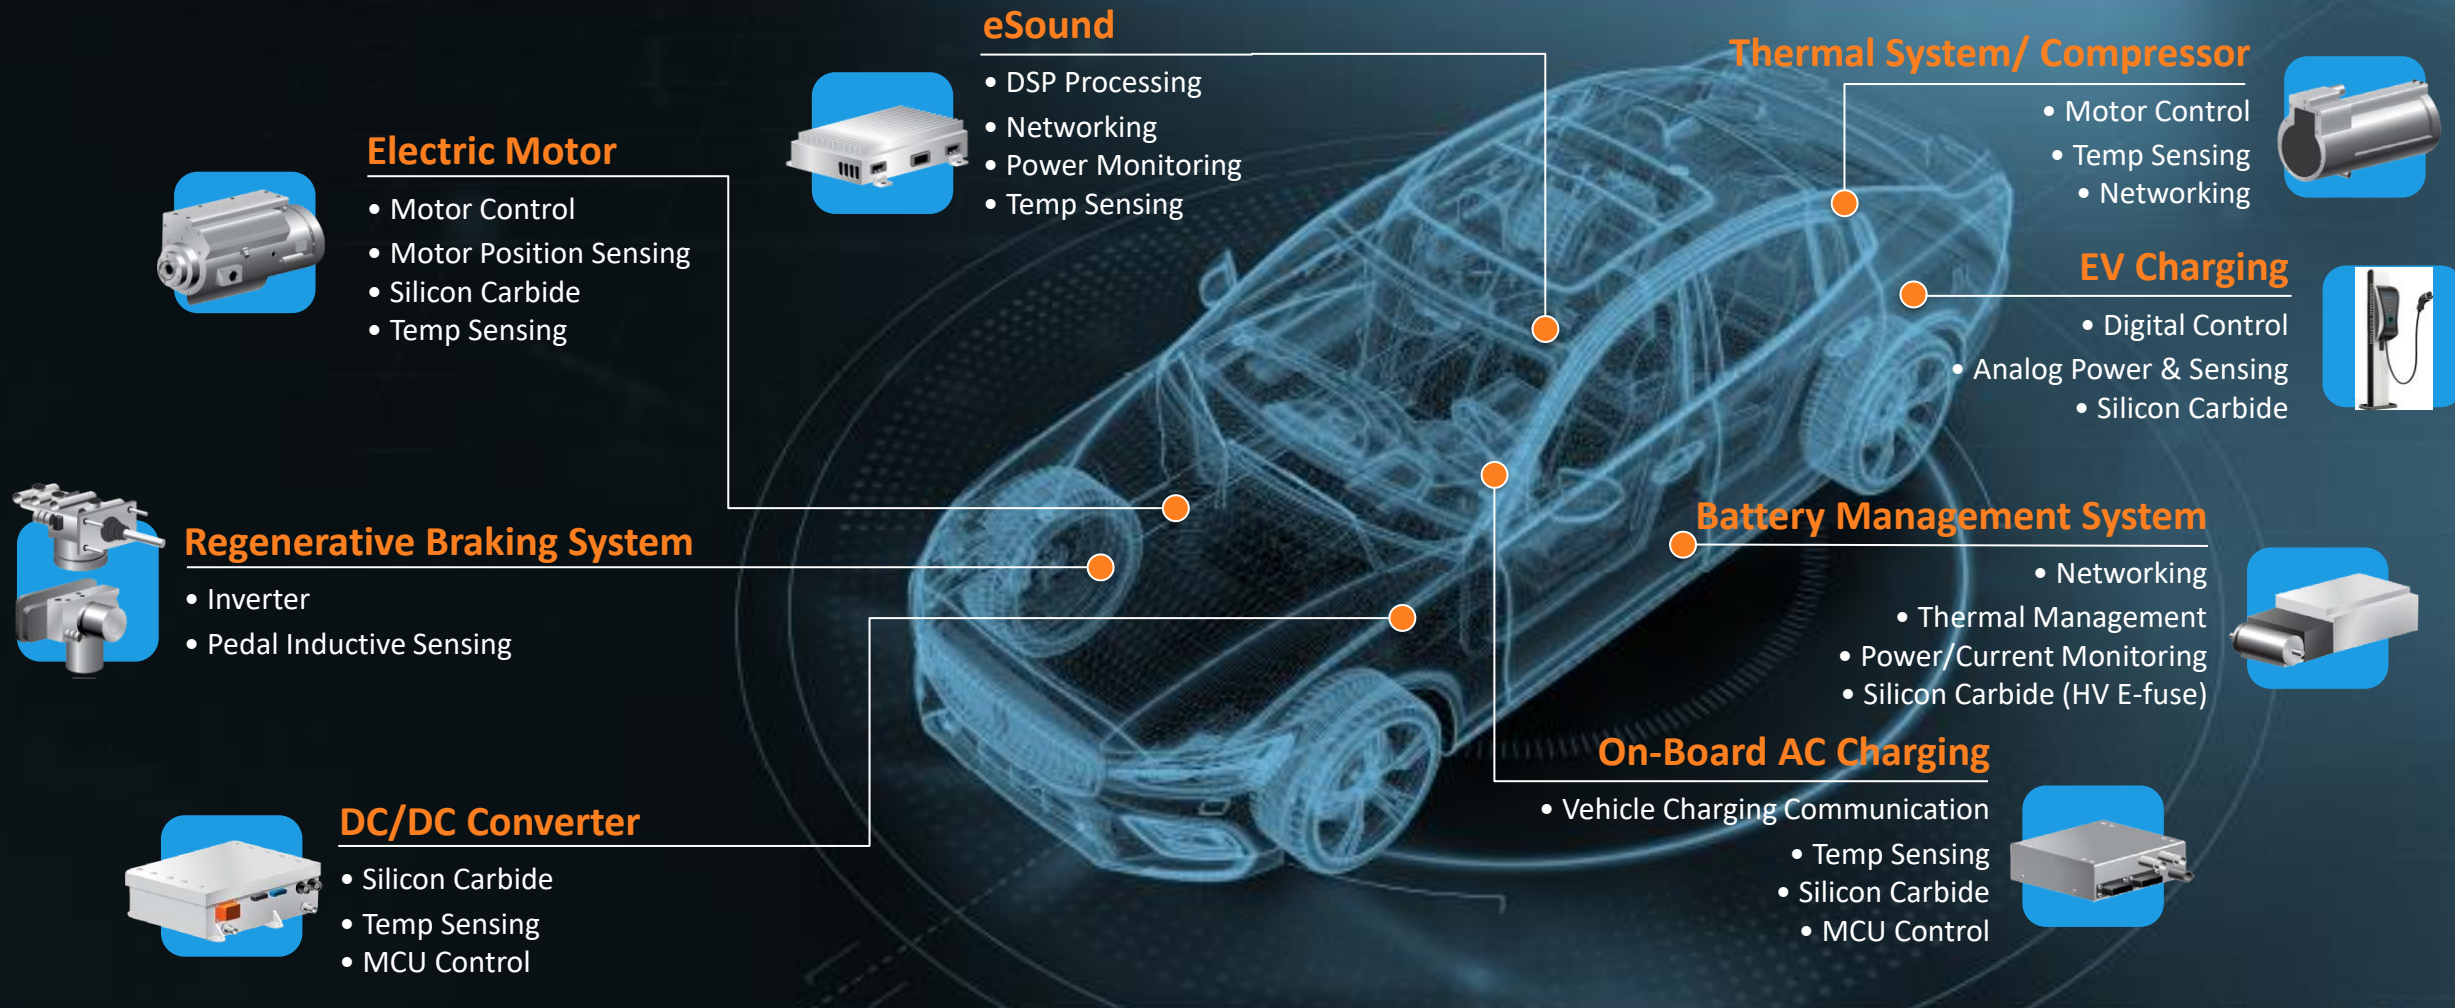 eSound
• DSP Processing
• Networking
• Power Monitoring
• Temp Sensing
Thermal System/ Compressor
• Motor Control
• Temp Sensing
• Networking
Electric Motor
• Motor Control
• Motor Position Sensing
• Silicon Carbide
• Temp Sensing
EV Charging
• Digital Control
• Analog Power & Sensing
• Silicon Carbide
Regenerative Braking System
• Inverter
• Pedal Inductive Sensing
Battery Management System
• Networking
• Thermal Management
• Power/Current Monitoring
• Silicon Carbide (HV E-fuse)
DC/DC Converter
• Silicon Carbide
• Temp Sensing
• MCU Control
On-Board AC Charging
• Vehicle Charging Communication
• Temp Sensing
• Silicon Carbide
• MCU Control